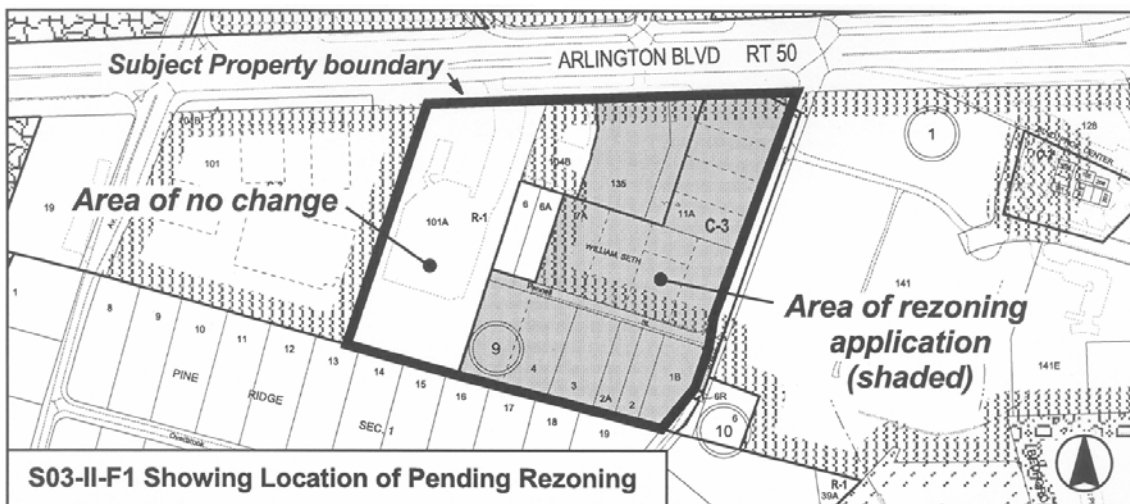 ARLINGTON BLVD RT 50
Subject Property boundary
101
19
Area of no change
101A
R-1
104B
6
6A
7A
135
11A
C-3
WILLIAM SETH
1
128
C-2
CENTER
141
141E
Area of rezoning
application
(shaded)
9
4
3
2A
2
1B
1
8
9
10
11
12
13
14
15
16
17
18
19
PINE
RIDGE
SEC. 1
6R
6
10
R-1
39A
S03-II-F1 Showing Location of Pending Rezoning